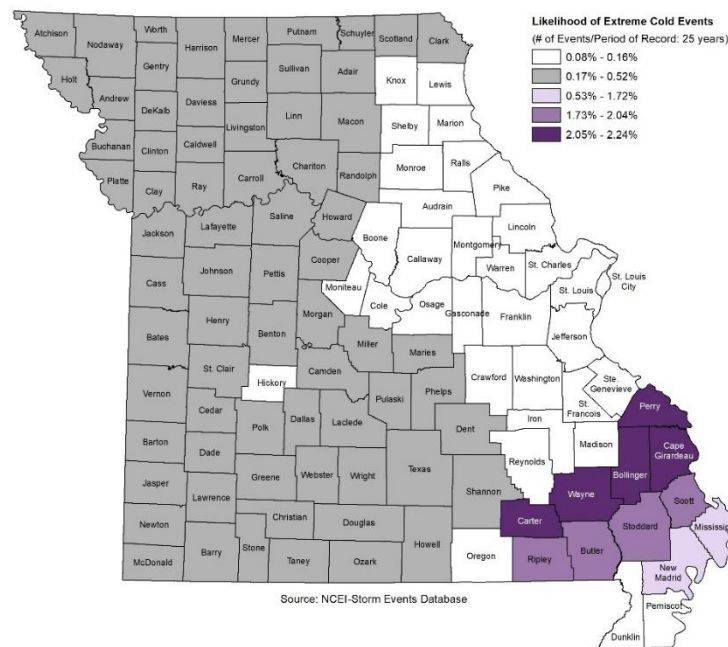 Likelihood of Extreme Cold Events
(# of Events/Period of Record: 25 years)
0.08% - 0.16%
0.17% - 0.52%
0.53% - 1.72%
1.73% - 2.04%
2.05% - 2.24%
Atchison
Nodaway
Worth
Harrison
Mercer
Putnam
Schuyler
Scotland
Clark
Holt
Gentry
Sullivan
Adair
Knox
Lewis
Andrew
DeKalb
Daviess
Grundy
Linn
Macon
Shelby
Marion
Buchanan
Clinton
Caldwell
Livingston
Chariton
Randolph
Monroe
Ralls
Platte
Clay
Ray
Carroll
Pike
Audrain
Jackson
Lafayette
Saline
Howard
Boone
Callaway
Montgomery
Lincoln
Warren
St. Charles
St. Louis
City
Cass
Johnson
Pettis
Cooper
Moniteau
Cole
Osage
Gasconade
Franklin
St. Louis
Bates
Henry
Benton
Morgan
Miller
Maries
Jefferson
Vernon
St. Clair
Hickory
Camden
Pulaski
Phelps
Crawford
Washington
Ste.
Genevieve
St.
Francois
Perry
Cedar
Polk
Dallas
Laclede
Dent
Iron
Madison
Cape
Girardeau
Barton
Dade
Greene
Webster
Wright
Texas
Reynolds
Bollinger
Jasper
Lawrence
Christian
Douglas
Shannon
Wayne
Scott
Newton
Carter
Stoddard
Mississippi
McDonald
Barry
Stone
Taney
Ozark
Howell
Oregon
Ripley
Butler
New
Madrid
Pemiscot
Dunklin
Source: NCEI-Storm Events Database